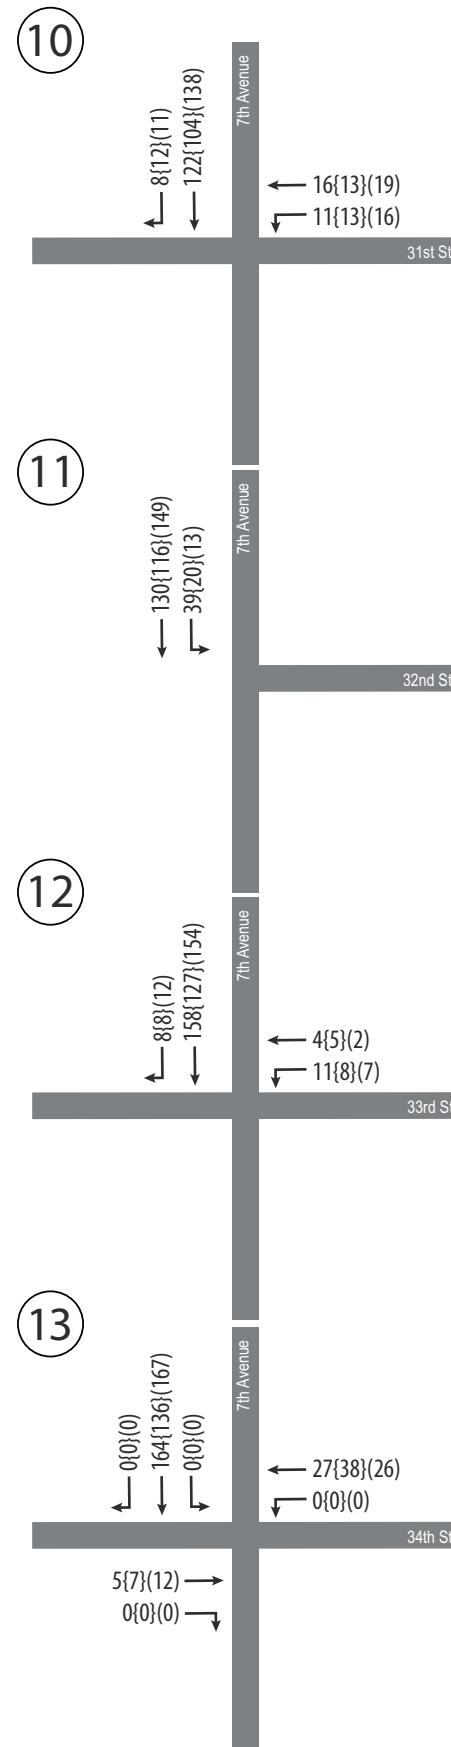 10
7th Avenue
8{12}(11)
122{104}(138)
16{13}(19)
11{13}(16)
31st St
11
7th Avenue
130{116}(149)
39{20}(13)
32nd St
12
7th Avenue
8{8}(12)
158{127}(154)
4{5}(2)
11{8}(7)
33rd St
13
7th Avenue
0{0}(0)
164{136}(167)
0{0}(0)
27{38}(26)
0{0}(0)
34th St
5{7}(12)
0{0}(0)